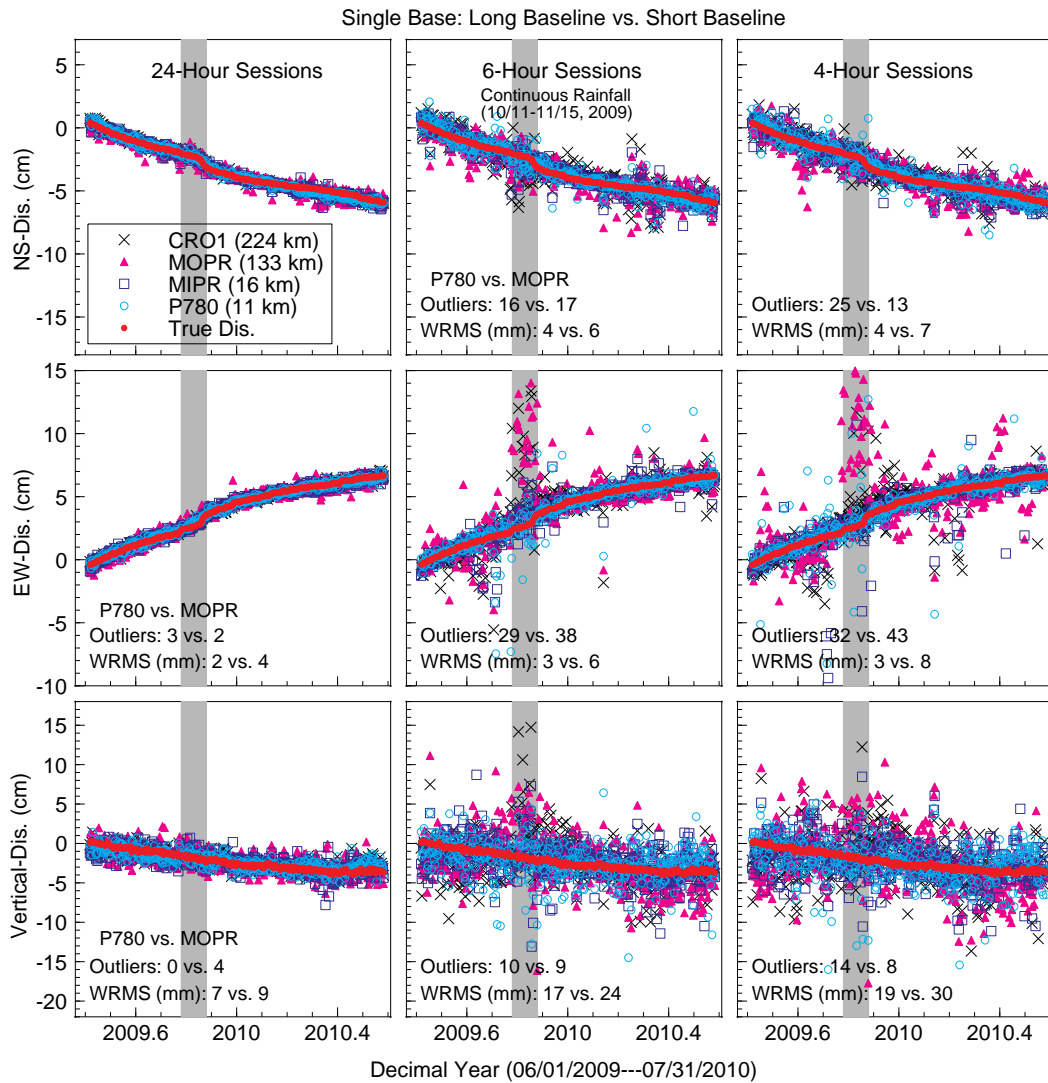 Single Base: Long Baseline vs. Short Baseline
24-Hour Sessions
6-Hour Sessions
4-Hour Sessions
Continuous Rainfall
(10/11-11/15, 2009)
NS-Dis. (cm)
5
0
-5
-10
-15
CRO1 (224 km)
MOPR (133 km)
MIPR (16 km)
P780 (11 km)
True Dis.
P780 vs. MOPR
Outliers: 16 vs. 17
WRMS (mm): 4 vs. 6
Outliers: 25 vs. 13
WRMS (mm): 4 vs. 7
EW-Dis. (cm)
15
10
5
0
-5
-10
P780 vs. MOPR
Outliers: 3 vs. 2
WRMS (mm): 2 vs. 4
Outliers: 29 vs. 38
WRMS (mm): 3 vs. 6
Outliers: 32 vs. 43
WRMS (mm): 3 vs. 8
Vertical-Dis. (cm)
15
10
5
0
-5
-10
-15
-20
P780 vs. MOPR
Outliers: 0 vs. 4
WRMS (mm): 7 vs. 9
Outliers: 10 vs. 9
WRMS (mm): 17 vs. 24
Outliers: 14 vs. 8
WRMS (mm): 19 vs. 30
2009.6 2010 2010.4
2009.6 2010 2010.4
2009.6 2010 2010.4
Decimal Year (06/01/2009---07/31/2010)